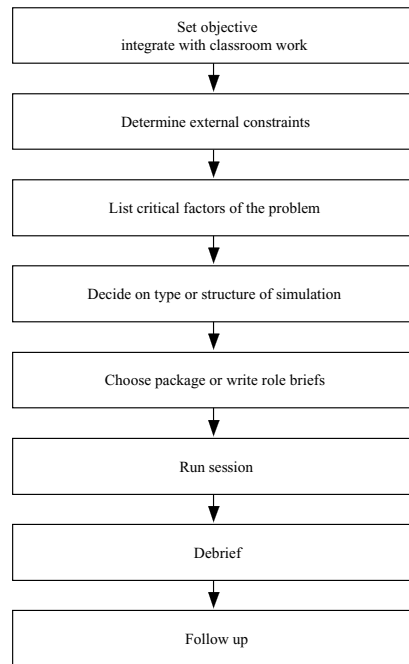 Set objective
integrate with classroom work
Determine external constraints
List critical factors of the problem
Decide on type or structure of simulation
Choose package or write role briefs
Run session
Debrief
Follow up